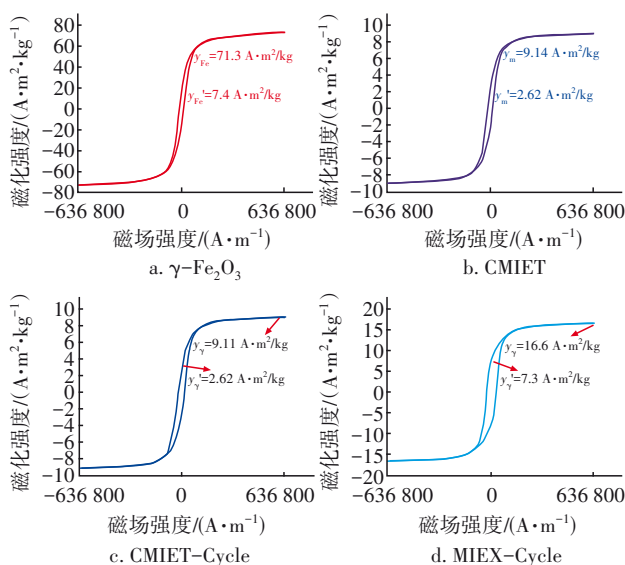 磁化强度/(A•m²•kg⁻¹)
80
60
40
20
0
−20
−40
−60
−80
y_Fe=71.3 A•m²/kg
y_Fe'=7.4 A•m²/kg
−636 800 0 636 800
磁场强度/(A•m⁻¹)
a. γ−Fe₂O₃
磁化强度/(A•m²•kg⁻¹)
10
8
6
4
2
0
−2
−4
−6
−8
−10
y_m=9.14 A•m²/kg
y_m'=2.62 A•m²/kg
−636 800 0 636 800
磁场强度/(A•m⁻¹)
b. CMIET
磁化强度/(A•m²•kg⁻¹)
10
8
6
4
2
0
−2
−4
−6
−8
−10
y_γ=9.11 A•m²/kg
y_γ'=2.62 A•m²/kg
−636 800 0 636 800
磁场强度/(A•m⁻¹)
c. CMIET−Cycle
磁化强度/(A•m²•kg⁻¹)
20
15
10
5
0
−5
−10
−15
−20
y_γ=16.6 A•m²/kg
y_γ'=7.3 A•m²/kg
−636 800 0 636 800
磁场强度/(A•m⁻¹)
d. MIEX−Cycle